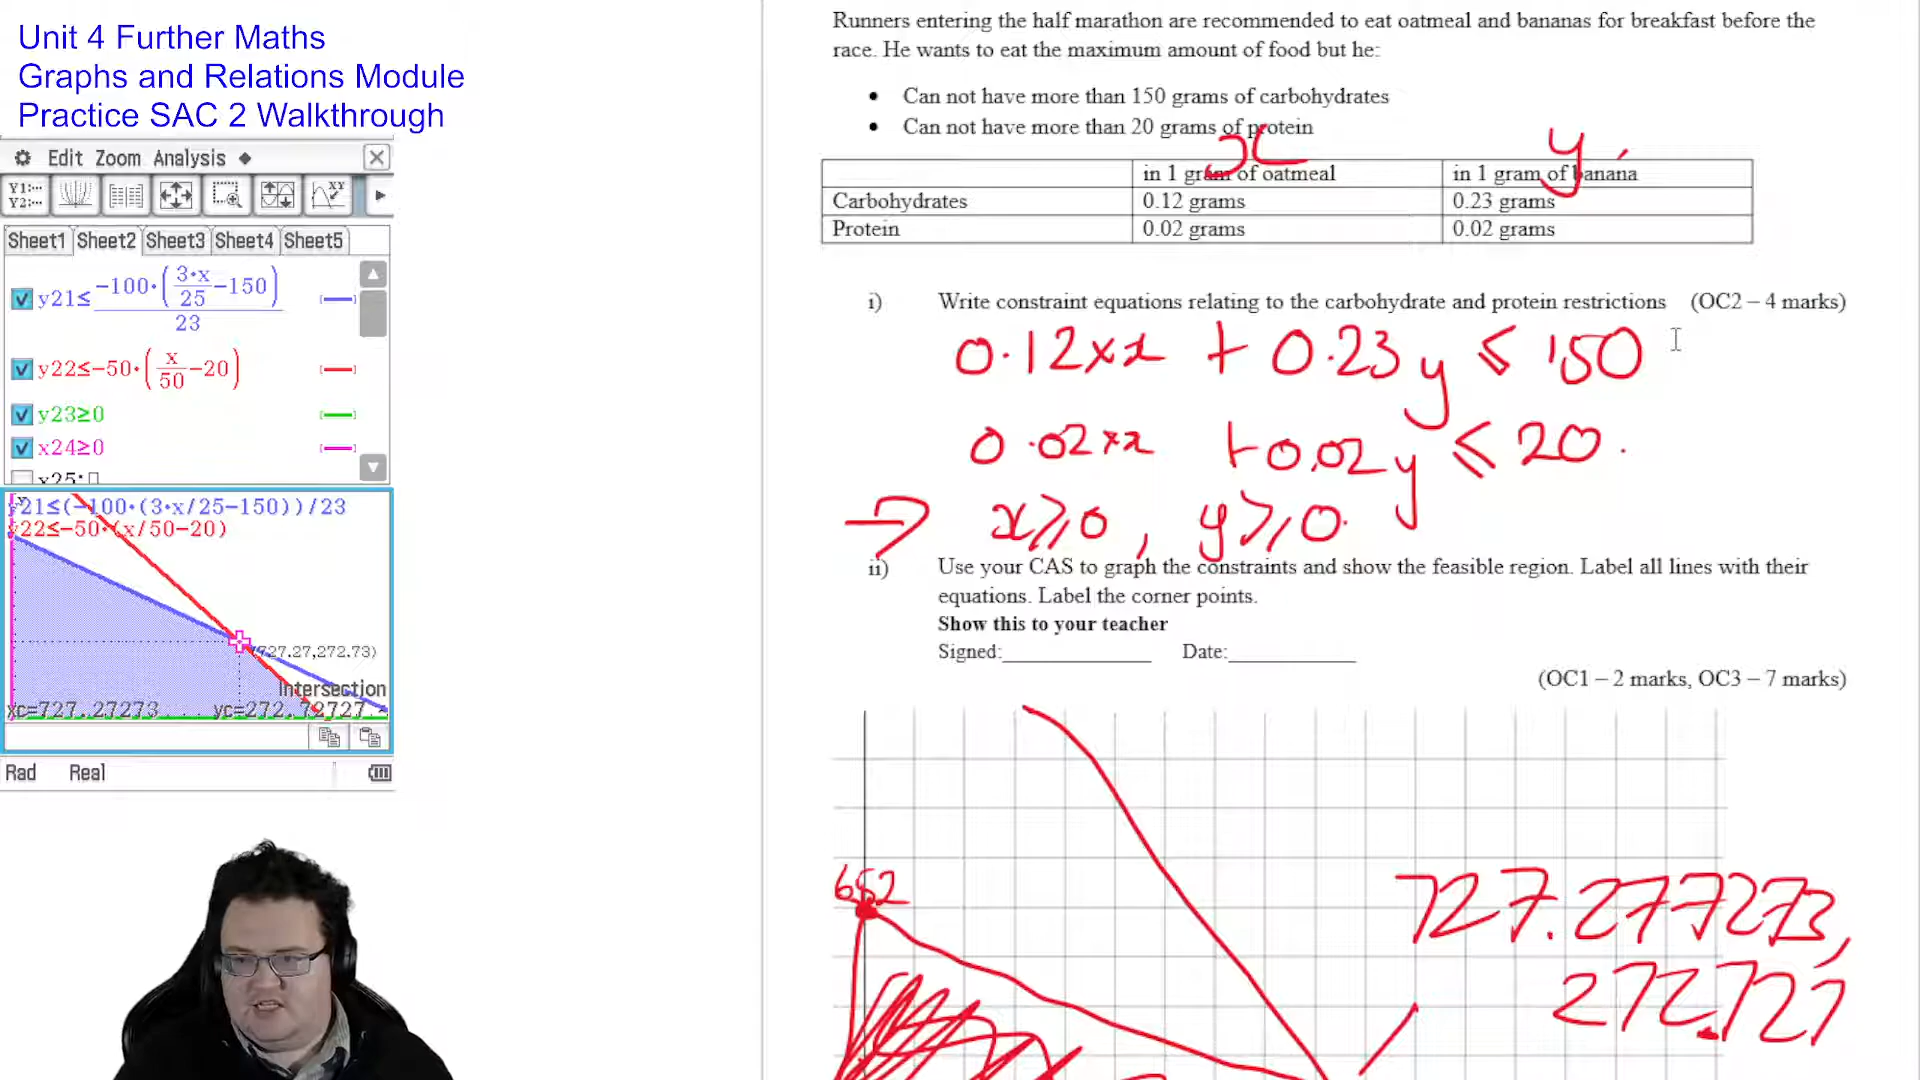 Unit 4 Further Maths
Graphs and Relations Module
Practice SAC 2 Walkthrough
Edit Zoom Analysis
Y1:...
Y2:...
XY
Sheet1 Sheet2 Sheet3 Sheet4 Sheet5
y21≤ -100·(3·x/25-150)/23
y22≤-50·(x/50-20)
y23≥0
x24≥0
x25:
y21≤(-100·(3·x/25-150))/23
y22≤-50·(x/50-20)
(727.27,272.73)
Intersection
xc=727.27273 yc=272.72727
Rad Real
Runners entering the half marathon are recommended to eat oatmeal and bananas for breakfast before the
race. He wants to eat the maximum amount of food but he:
• Can not have more than 150 grams of carbohydrates
• Can not have more than 20 grams of protein
x y
in 1 gram of oatmeal in 1 gram of banana
Carbohydrates 0.12 grams 0.23 grams
Protein 0.02 grams 0.02 grams
i) Write constraint equations relating to the carbohydrate and protein restrictions (OC2 – 4 marks)
0.12×x + 0.23y ≤ 150
0.02×x + 0.02y ≤ 20.
→ x≥0, y≥0.
ii) Use your CAS to graph the constraints and show the feasible region. Label all lines with their
equations. Label the corner points.
Show this to your teacher
Signed:______________ Date:____________
(OC1 – 2 marks, OC3 – 7 marks)
652
727.277273,
272.727